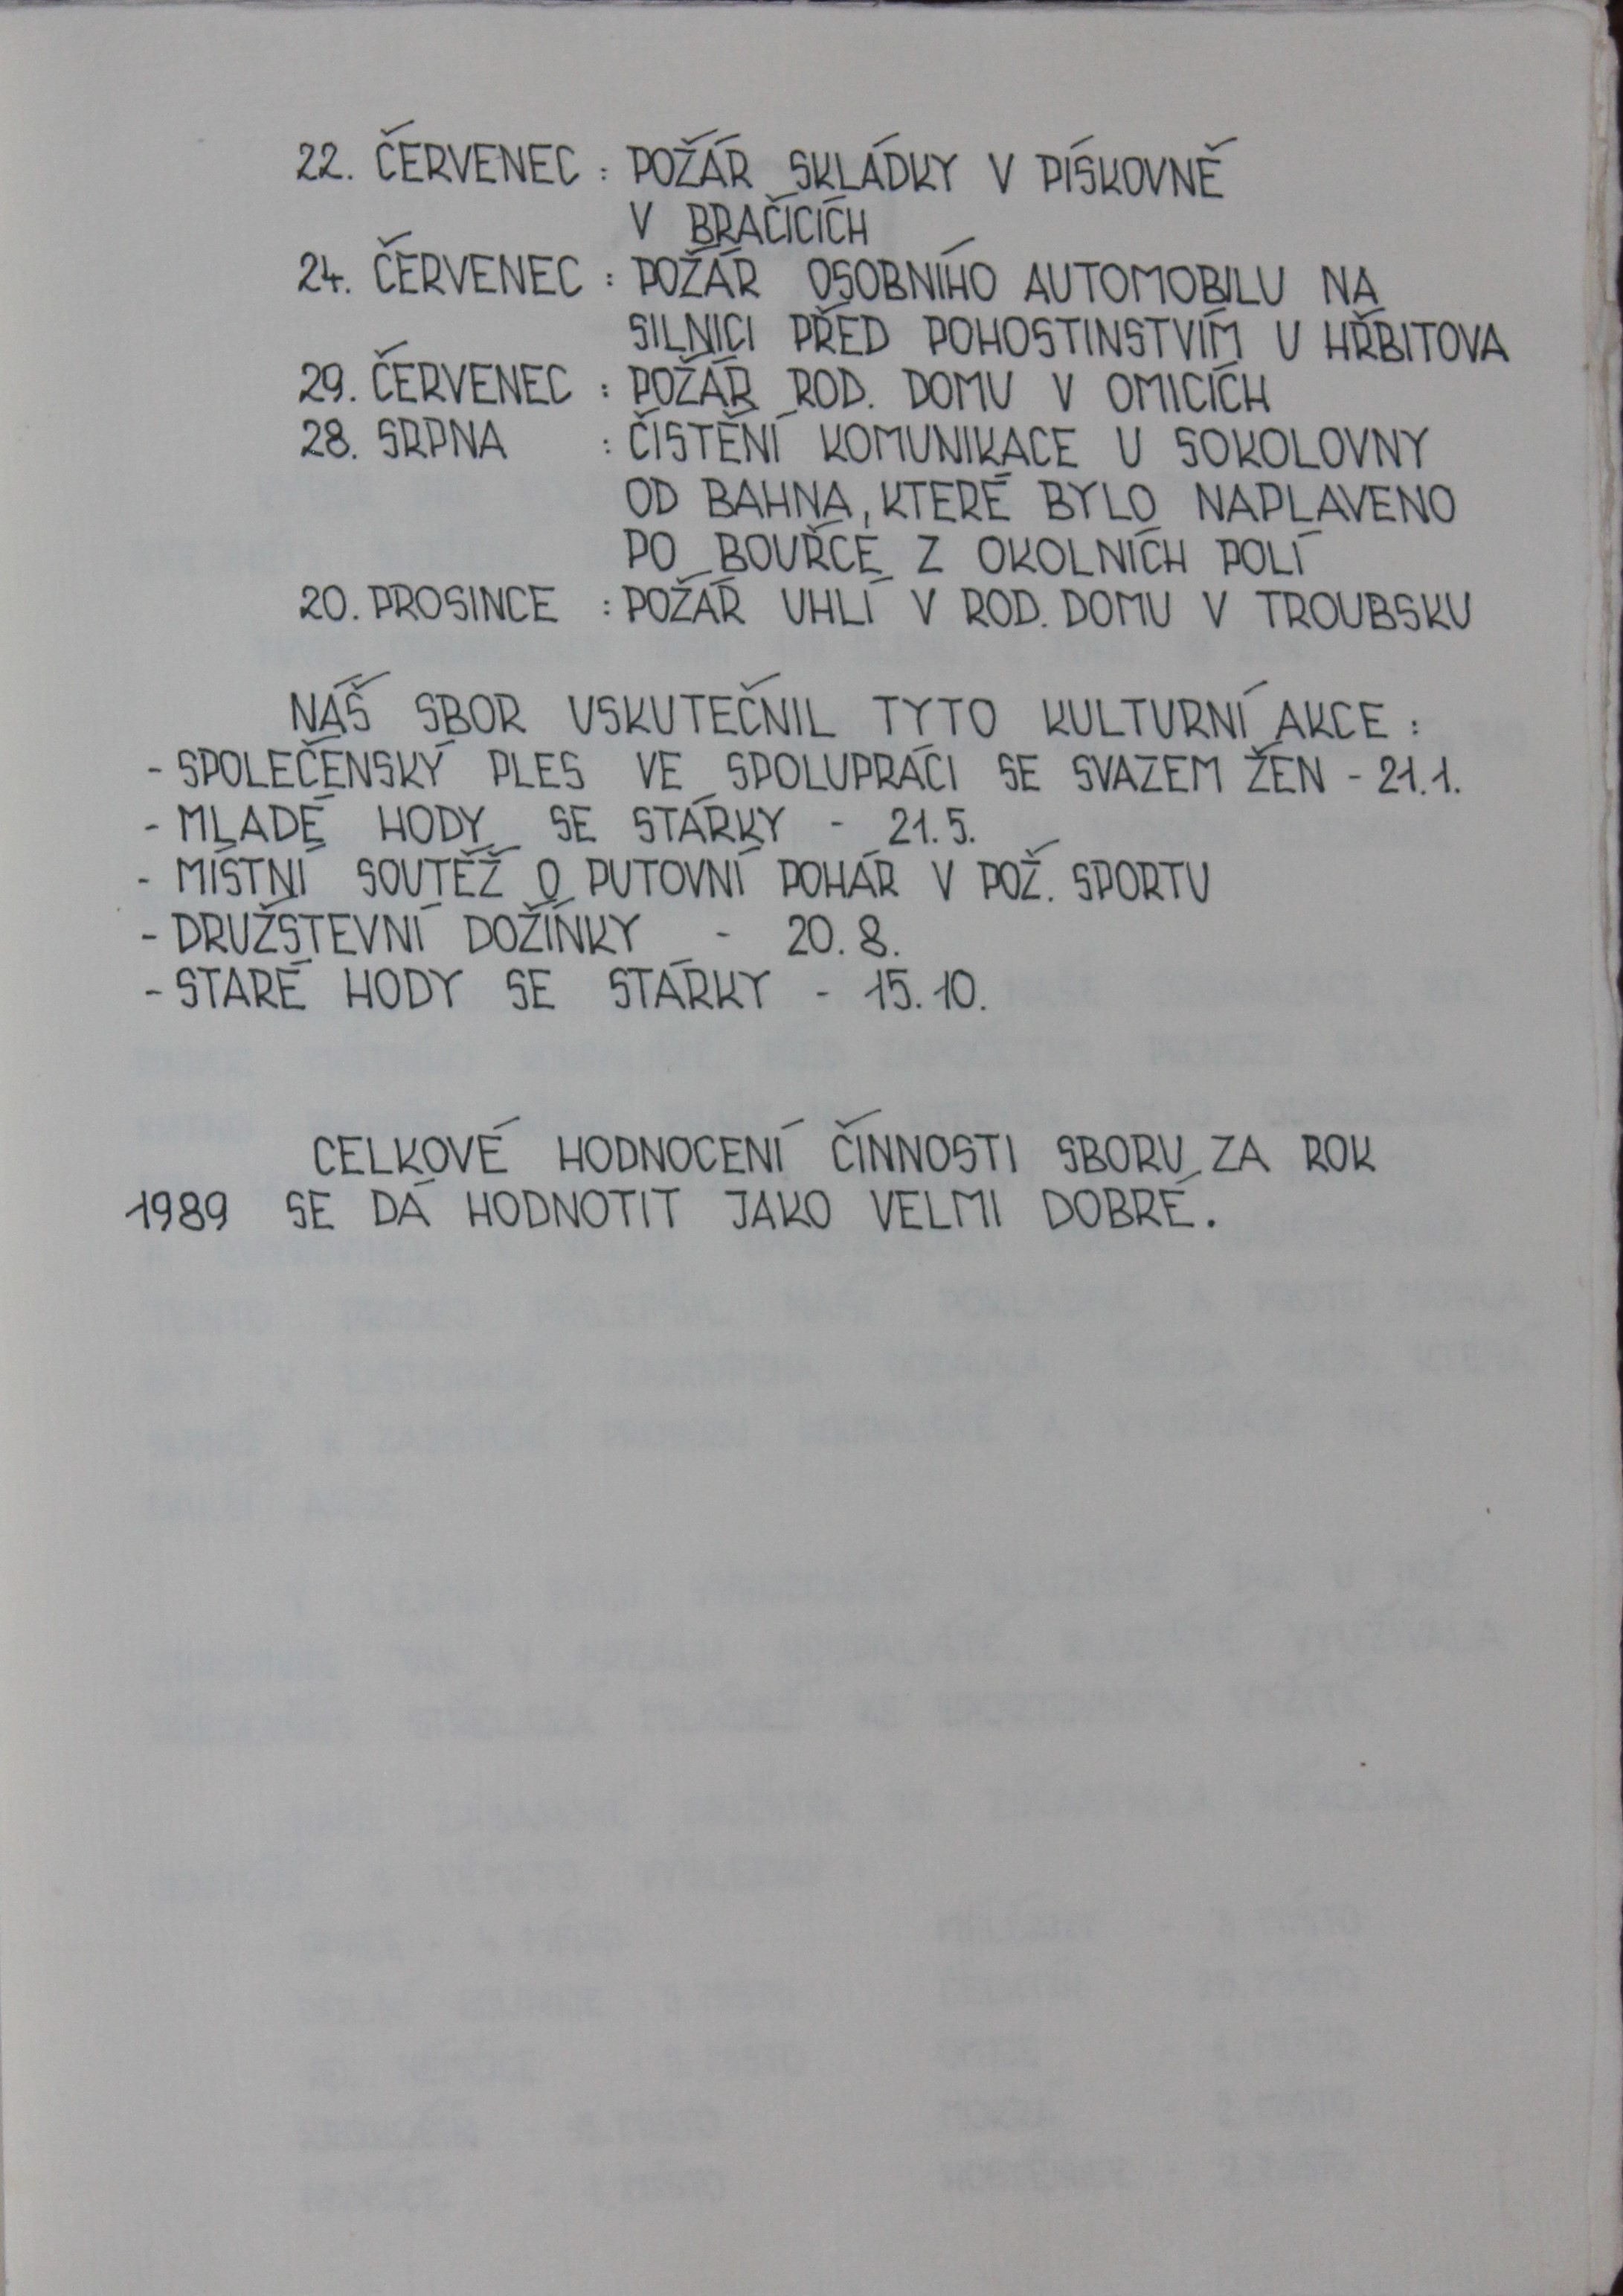 22. ČERVENEC : POŽÁR SKLÁDKY V PÍSKOVNĚ
V BRAČÍCÍCH
24. ČERVENEC : POŽÁR OSOBNÍHO AUTOMOBILU NA
SILNICI PŘED POHOSTINSTVÍM U HŘBITOVA
29. ČERVENEC : POŽÁR ROD. DOMU V OMICÍCH
28. SRPNA : ČISTĚNÍ KOMUNIKACE U SOKOLOVNY
OD BAHNA, KTERÉ BYLO NAPLAVENO
PO BOUŘCE Z OKOLNÍCH POLÍ
20. PROSINCE : POŽÁR UHLÍ V ROD. DOMU V TROUBSKU
NÁŠ SBOR USKUTEČNIL TYTO KULTURNÍ AKCE :
- SPOLEČENSKÝ PLES VE SPOLUPRÁCI SE SVAZEM ŽEN - 21.1.
- MLADÉ HODY SE STÁRKY - 21.5.
- MÍSTNÍ SOUTĚŽ O PUTOVNÍ POHÁR V POŽ. SPORTU
- DRUŽSTEVNÍ DOŽÍNKY - 20.8.
- STARÉ HODY SE STÁRKY - 15.10.
CELKOVÉ HODNOCENÍ ČINNOSTI SBORU ZA ROK
1989 SE DÁ HODNOTIT JAKO VELMI DOBRÉ.